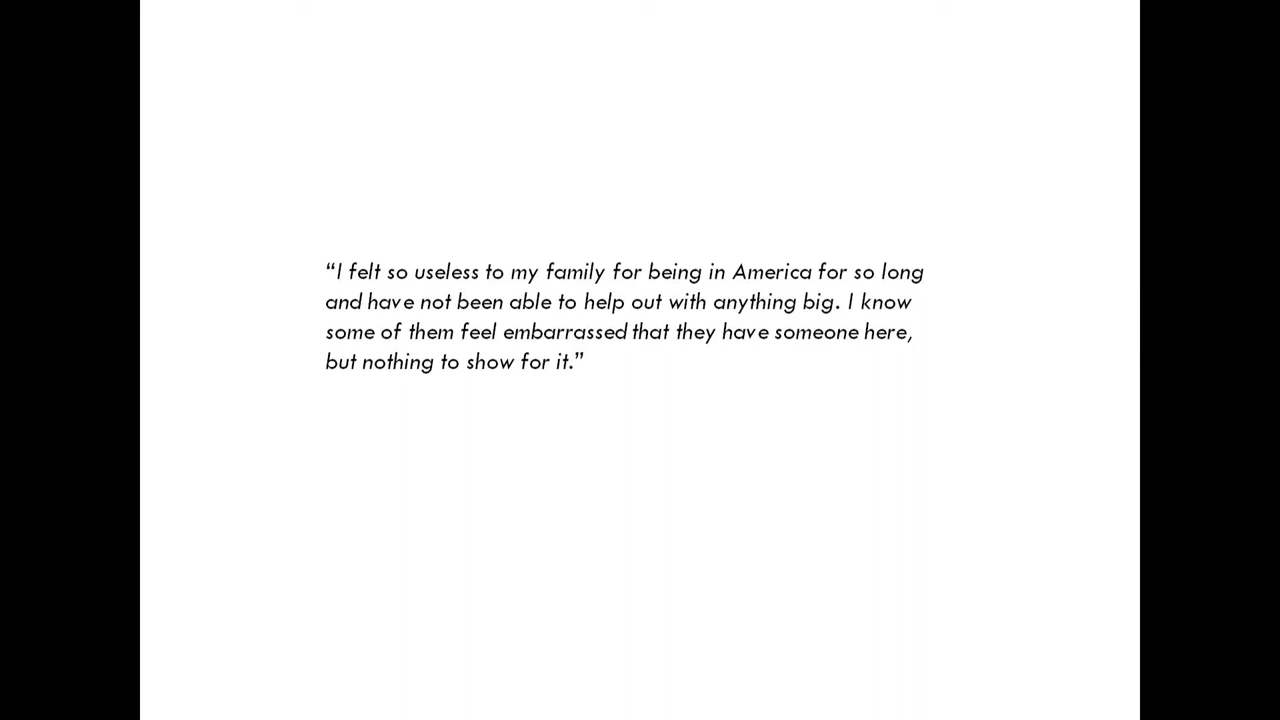 “I felt so useless to my family for being in America for so long
and have not been able to help out with anything big. I know
some of them feel embarrassed that they have someone here,
but nothing to show for it.”